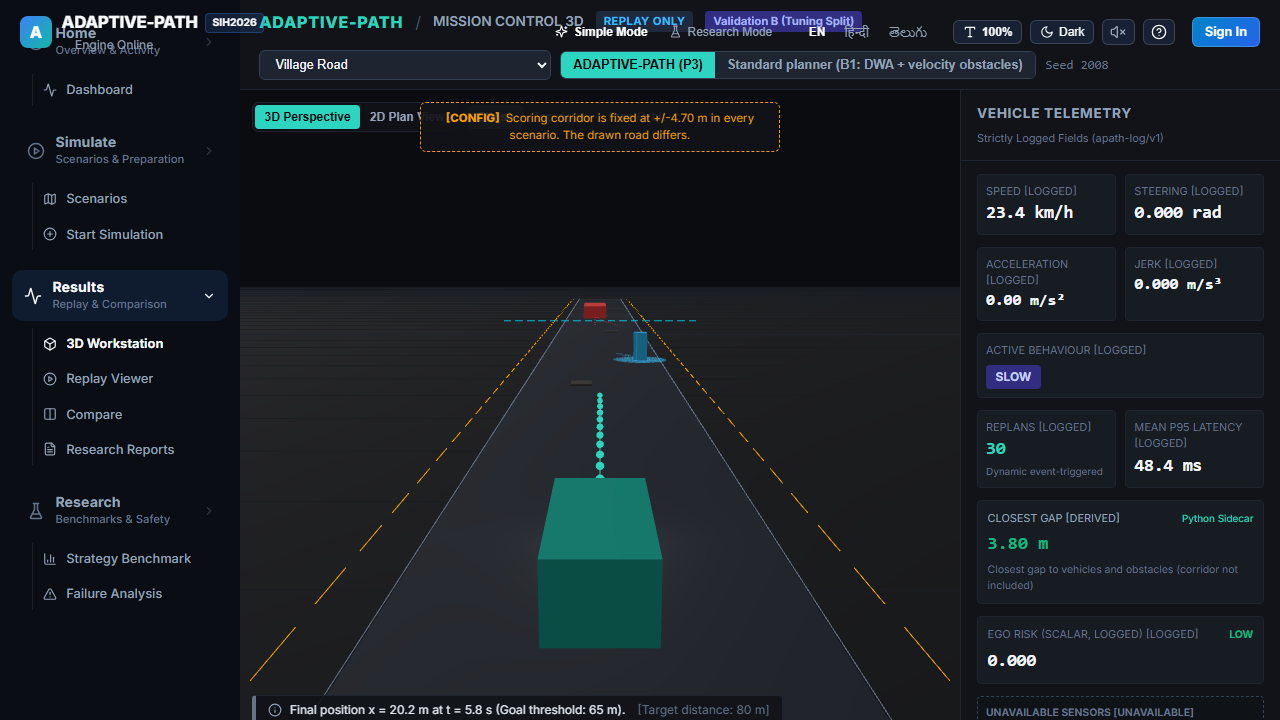 A
ADAPTIVE-PATH
SIH2026
Engine Online
ADAPTIVE-PATH / MISSION CONTROL 3D
REPLAY ONLY
Validation B (Tuning Split)
Simple Mode
Research Mode
EN
हिन्दी
తెలుగు
100%
Dark
Sign In
Home
Overview & Activity
Dashboard
Simulate
Scenarios & Preparation
Scenarios
Start Simulation
Results
Replay & Comparison
3D Workstation
Replay Viewer
Compare
Research Reports
Research
Benchmarks & Safety
Strategy Benchmark
Failure Analysis
Village Road
ADAPTIVE-PATH (P3)
Standard planner (B1: DWA + velocity obstacles)
Seed 2008
3D Perspective
2D Plan View
[CONFIG] Scoring corridor is fixed at +/-4.70 m in every
scenario. The drawn road differs.
Final position x = 20.2 m at t = 5.8 s (Goal threshold: 65 m). [Target distance: 80 m]
VEHICLE TELEMETRY
Strictly Logged Fields (apath-log/v1)
SPEED [LOGGED]
23.4 km/h
STEERING [LOGGED]
0.000 rad
ACCELERATION
[LOGGED]
0.00 m/s²
JERK [LOGGED]
0.000 m/s³
ACTIVE BEHAVIOUR [LOGGED]
SLOW
REPLANS [LOGGED]
30
Dynamic event-triggered
MEAN P95 LATENCY
[LOGGED]
48.4 ms
CLOSEST GAP [DERIVED]
Python Sidecar
3.80 m
Closest gap to vehicles and obstacles (corridor not
included)
EGO RISK (SCALAR, LOGGED) [LOGGED]
LOW
0.000
UNAVAILABLE SENSORS [UNAVAILABLE]